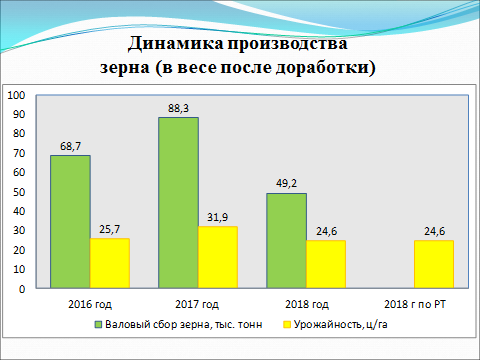 Динамика производства
зерна (в весе после доработки)
100
90
80
70
60
50
40
30
20
10
0
68,7
25,7
88,3
31,9
49,2
24,6
24,6
2016 год
2017 год
2018 год
2018 г по РТ
Валовый сбор зерна, тыс. тонн
Урожайность, ц/га